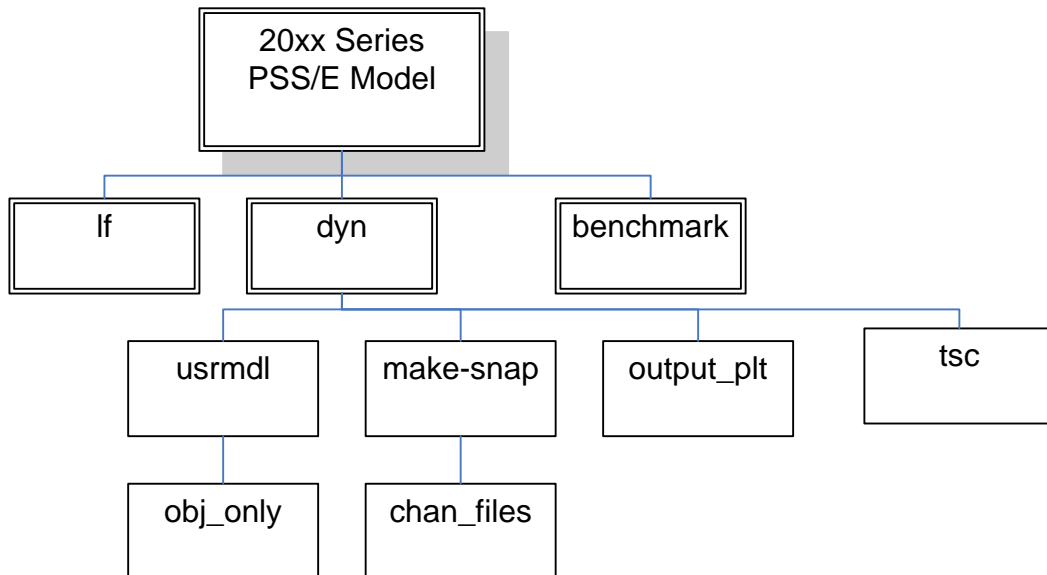 20xx Series
PSS/E Model
lf
dyn
benchmark
usrmdl
make-snap
output_plt
tsc
obj_only
chan_files